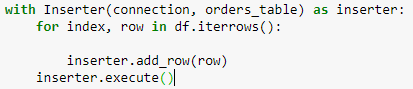 with Inserter(connection, orders_table) as inserter:
    for index, row in df.iterrows():
        inserter.add_row(row)
    inserter.execute()